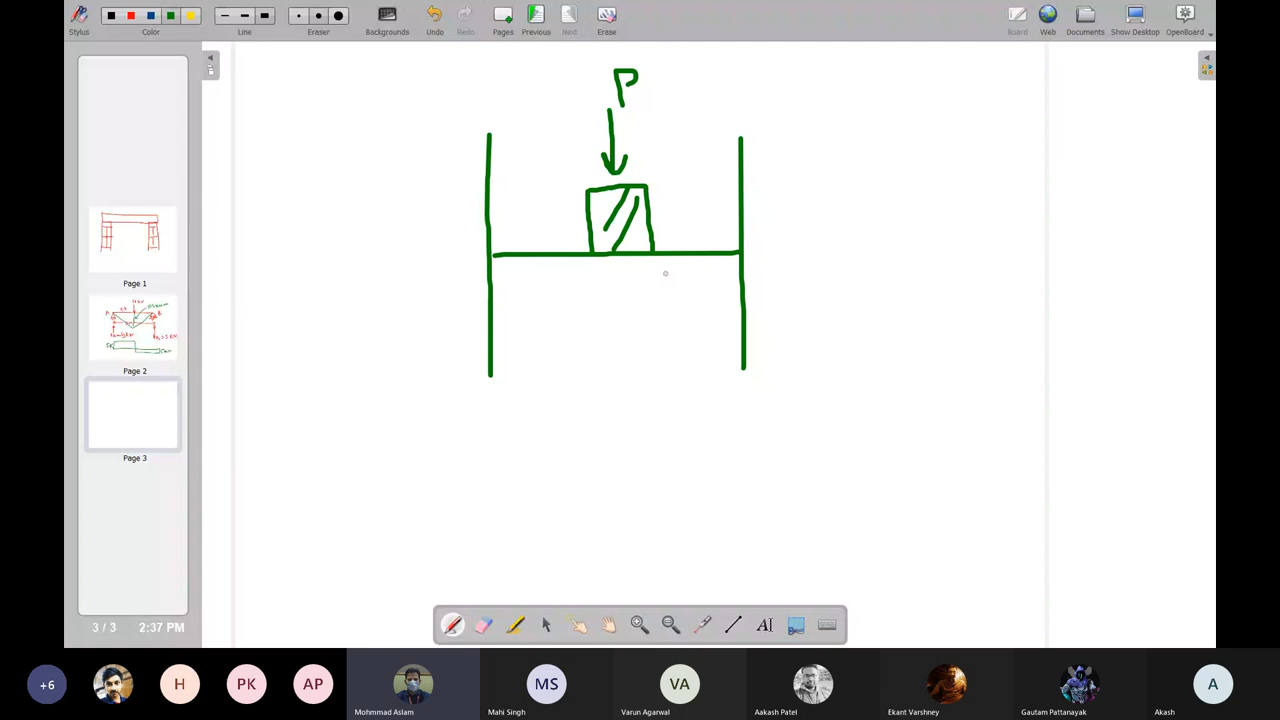 Stylus
Color
Line
Eraser
Backgrounds
Undo
Redo
Pages
Previous
Next
Erase
Board
Web
Documents
Show Desktop
OpenBoard
P
Page 1
A
B
Page 2
Page 3
3 / 3
2:37 PM
AI
+6
H
PK
AP
Mohmmad Aslam
MS
Mahi Singh
VA
Varun Agarwal
Aakash Patel
Ekant Varshney
Gautam Pattanayak
A
Akash